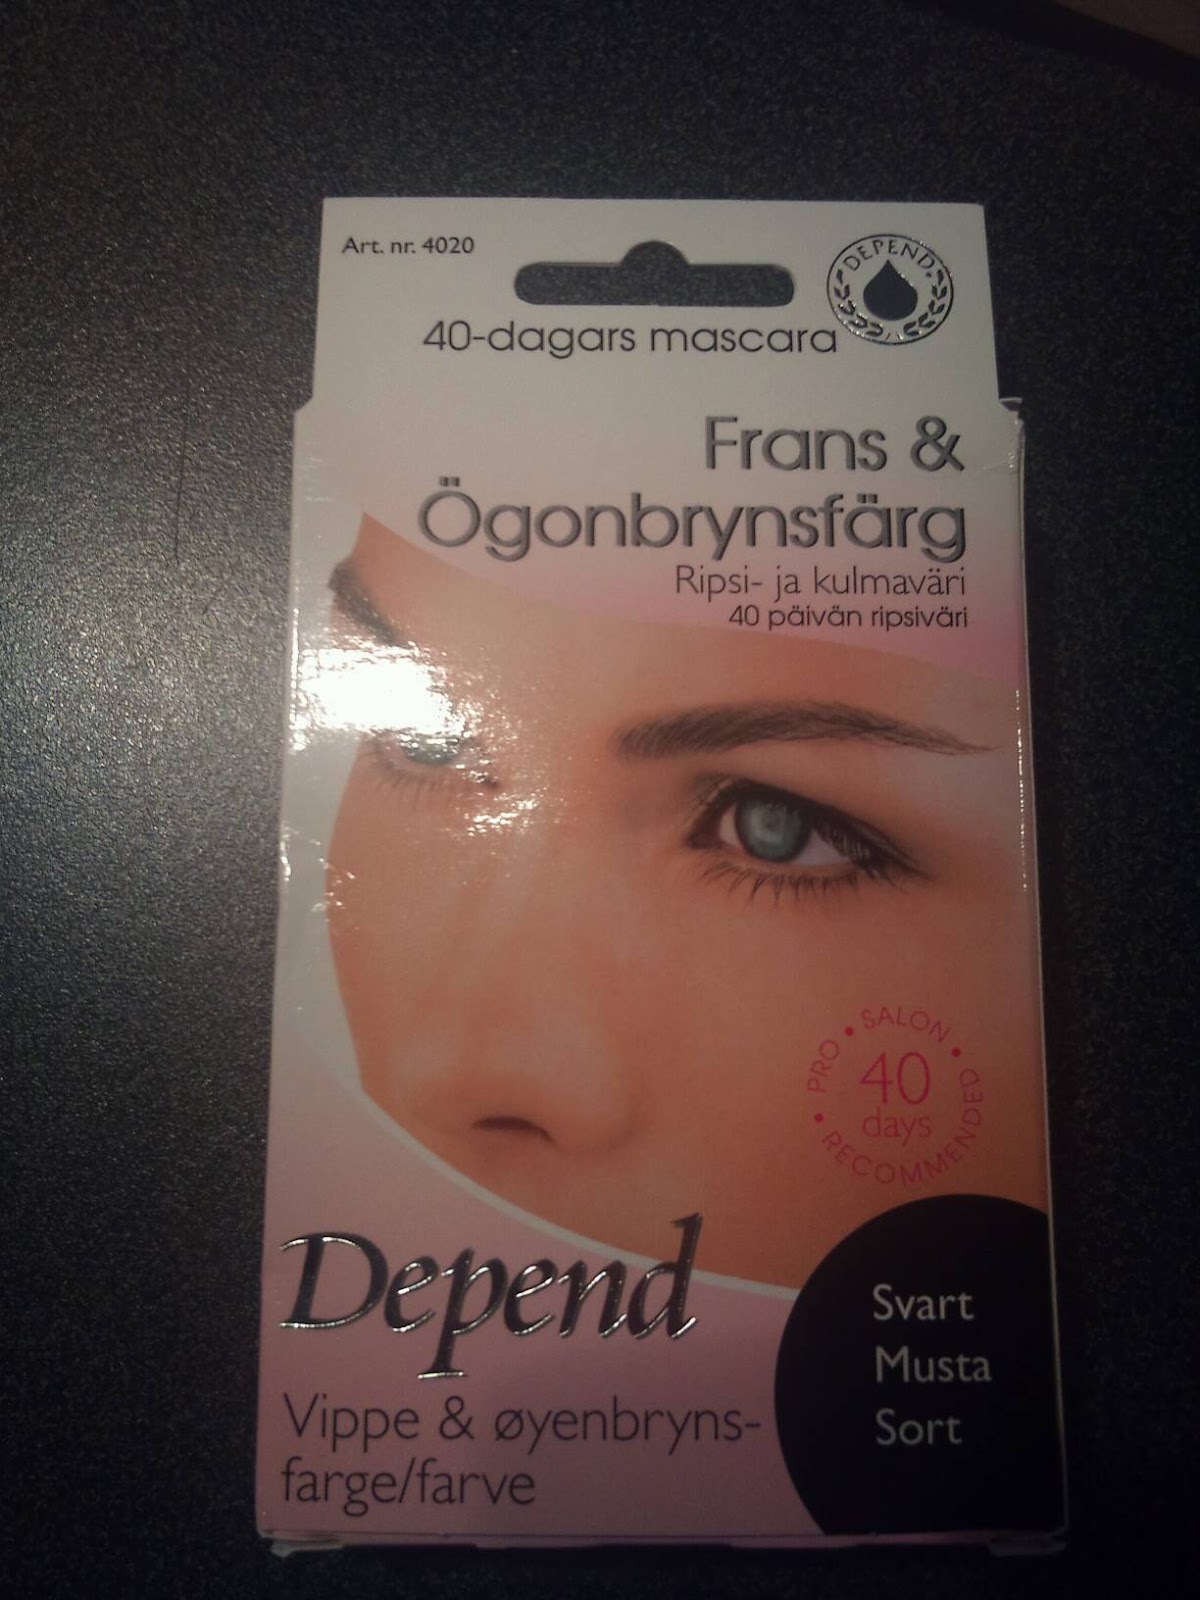 Art. nr. 4020
DEPEND
40-dagars mascara
Frans &
Ögonbrynsfärg
Ripsi- ja kulmaväri
40 päivän ripsiväri
PRO • SALON • RECOMMENDED •
40
days
Depend
Vippe & øyenbryns-
farge/farve
Svart
Musta
Sort